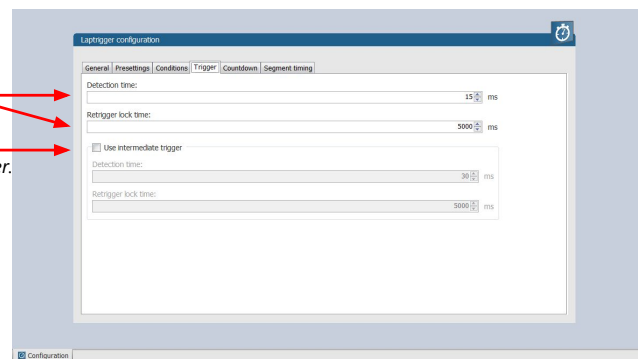 Laptrigger configuration
General Presettings Conditions Trigger Countdown Segment timing
Detection time:
15 ms
Retrigger lock time:
5000 ms
Use intermediate trigger
er.
Detection time:
30 ms
Retrigger lock time:
5000 ms
Configuration